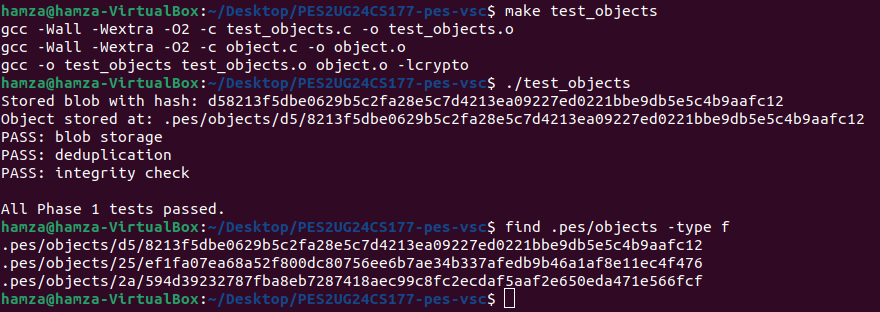 hamza@hamza-VirtualBox:~/Desktop/PES2UG24CS177-pes-vsc$ make test_objects
gcc -Wall -Wextra -O2 -c test_objects.c -o test_objects.o
gcc -Wall -Wextra -O2 -c object.c -o object.o
gcc -o test_objects test_objects.o object.o -lcrypto
hamza@hamza-VirtualBox:~/Desktop/PES2UG24CS177-pes-vsc$ ./test_objects
Stored blob with hash: d58213f5dbe0629b5c2fa28e5c7d4213ea09227ed0221bbe9db5e5c4b9aafc12
Object stored at: .pes/objects/d5/8213f5dbe0629b5c2fa28e5c7d4213ea09227ed0221bbe9db5e5c4b9aafc12
PASS: blob storage
PASS: deduplication
PASS: integrity check
All Phase 1 tests passed.
hamza@hamza-VirtualBox:~/Desktop/PES2UG24CS177-pes-vsc$ find .pes/objects -type f
.pes/objects/d5/8213f5dbe0629b5c2fa28e5c7d4213ea09227ed0221bbe9db5e5c4b9aafc12
.pes/objects/25/ef1fa07ea68a52f800dc80756ee6b7ae34b337afedb9b46a1af8e11ec4f476
.pes/objects/2a/594d39232787fba8eb7287418aec99c8fc2ecdaf5aaf2e650eda471e566fcf
hamza@hamza-VirtualBox:~/Desktop/PES2UG24CS177-pes-vsc$